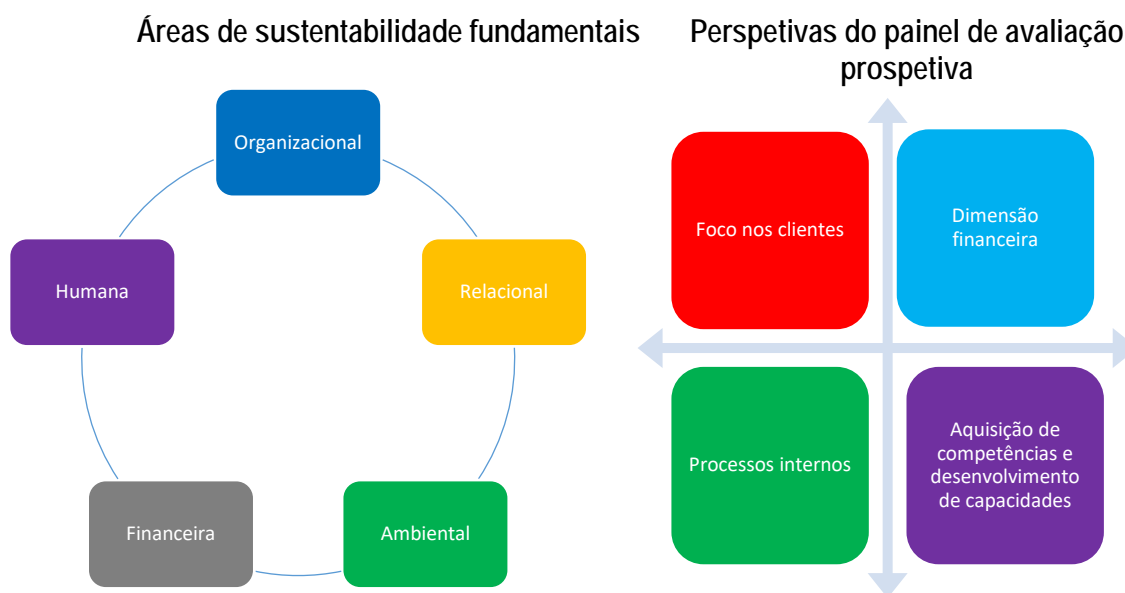 Áreas de sustentabilidade fundamentais
Organizacional
Humana
Relacional
Financeira
Ambiental
Perspetivas do painel de avaliação
prospetiva
Foco nos clientes
Dimensão
financeira
Processos internos
Aquisição de
competências e
desenvolvimento
de capacidades